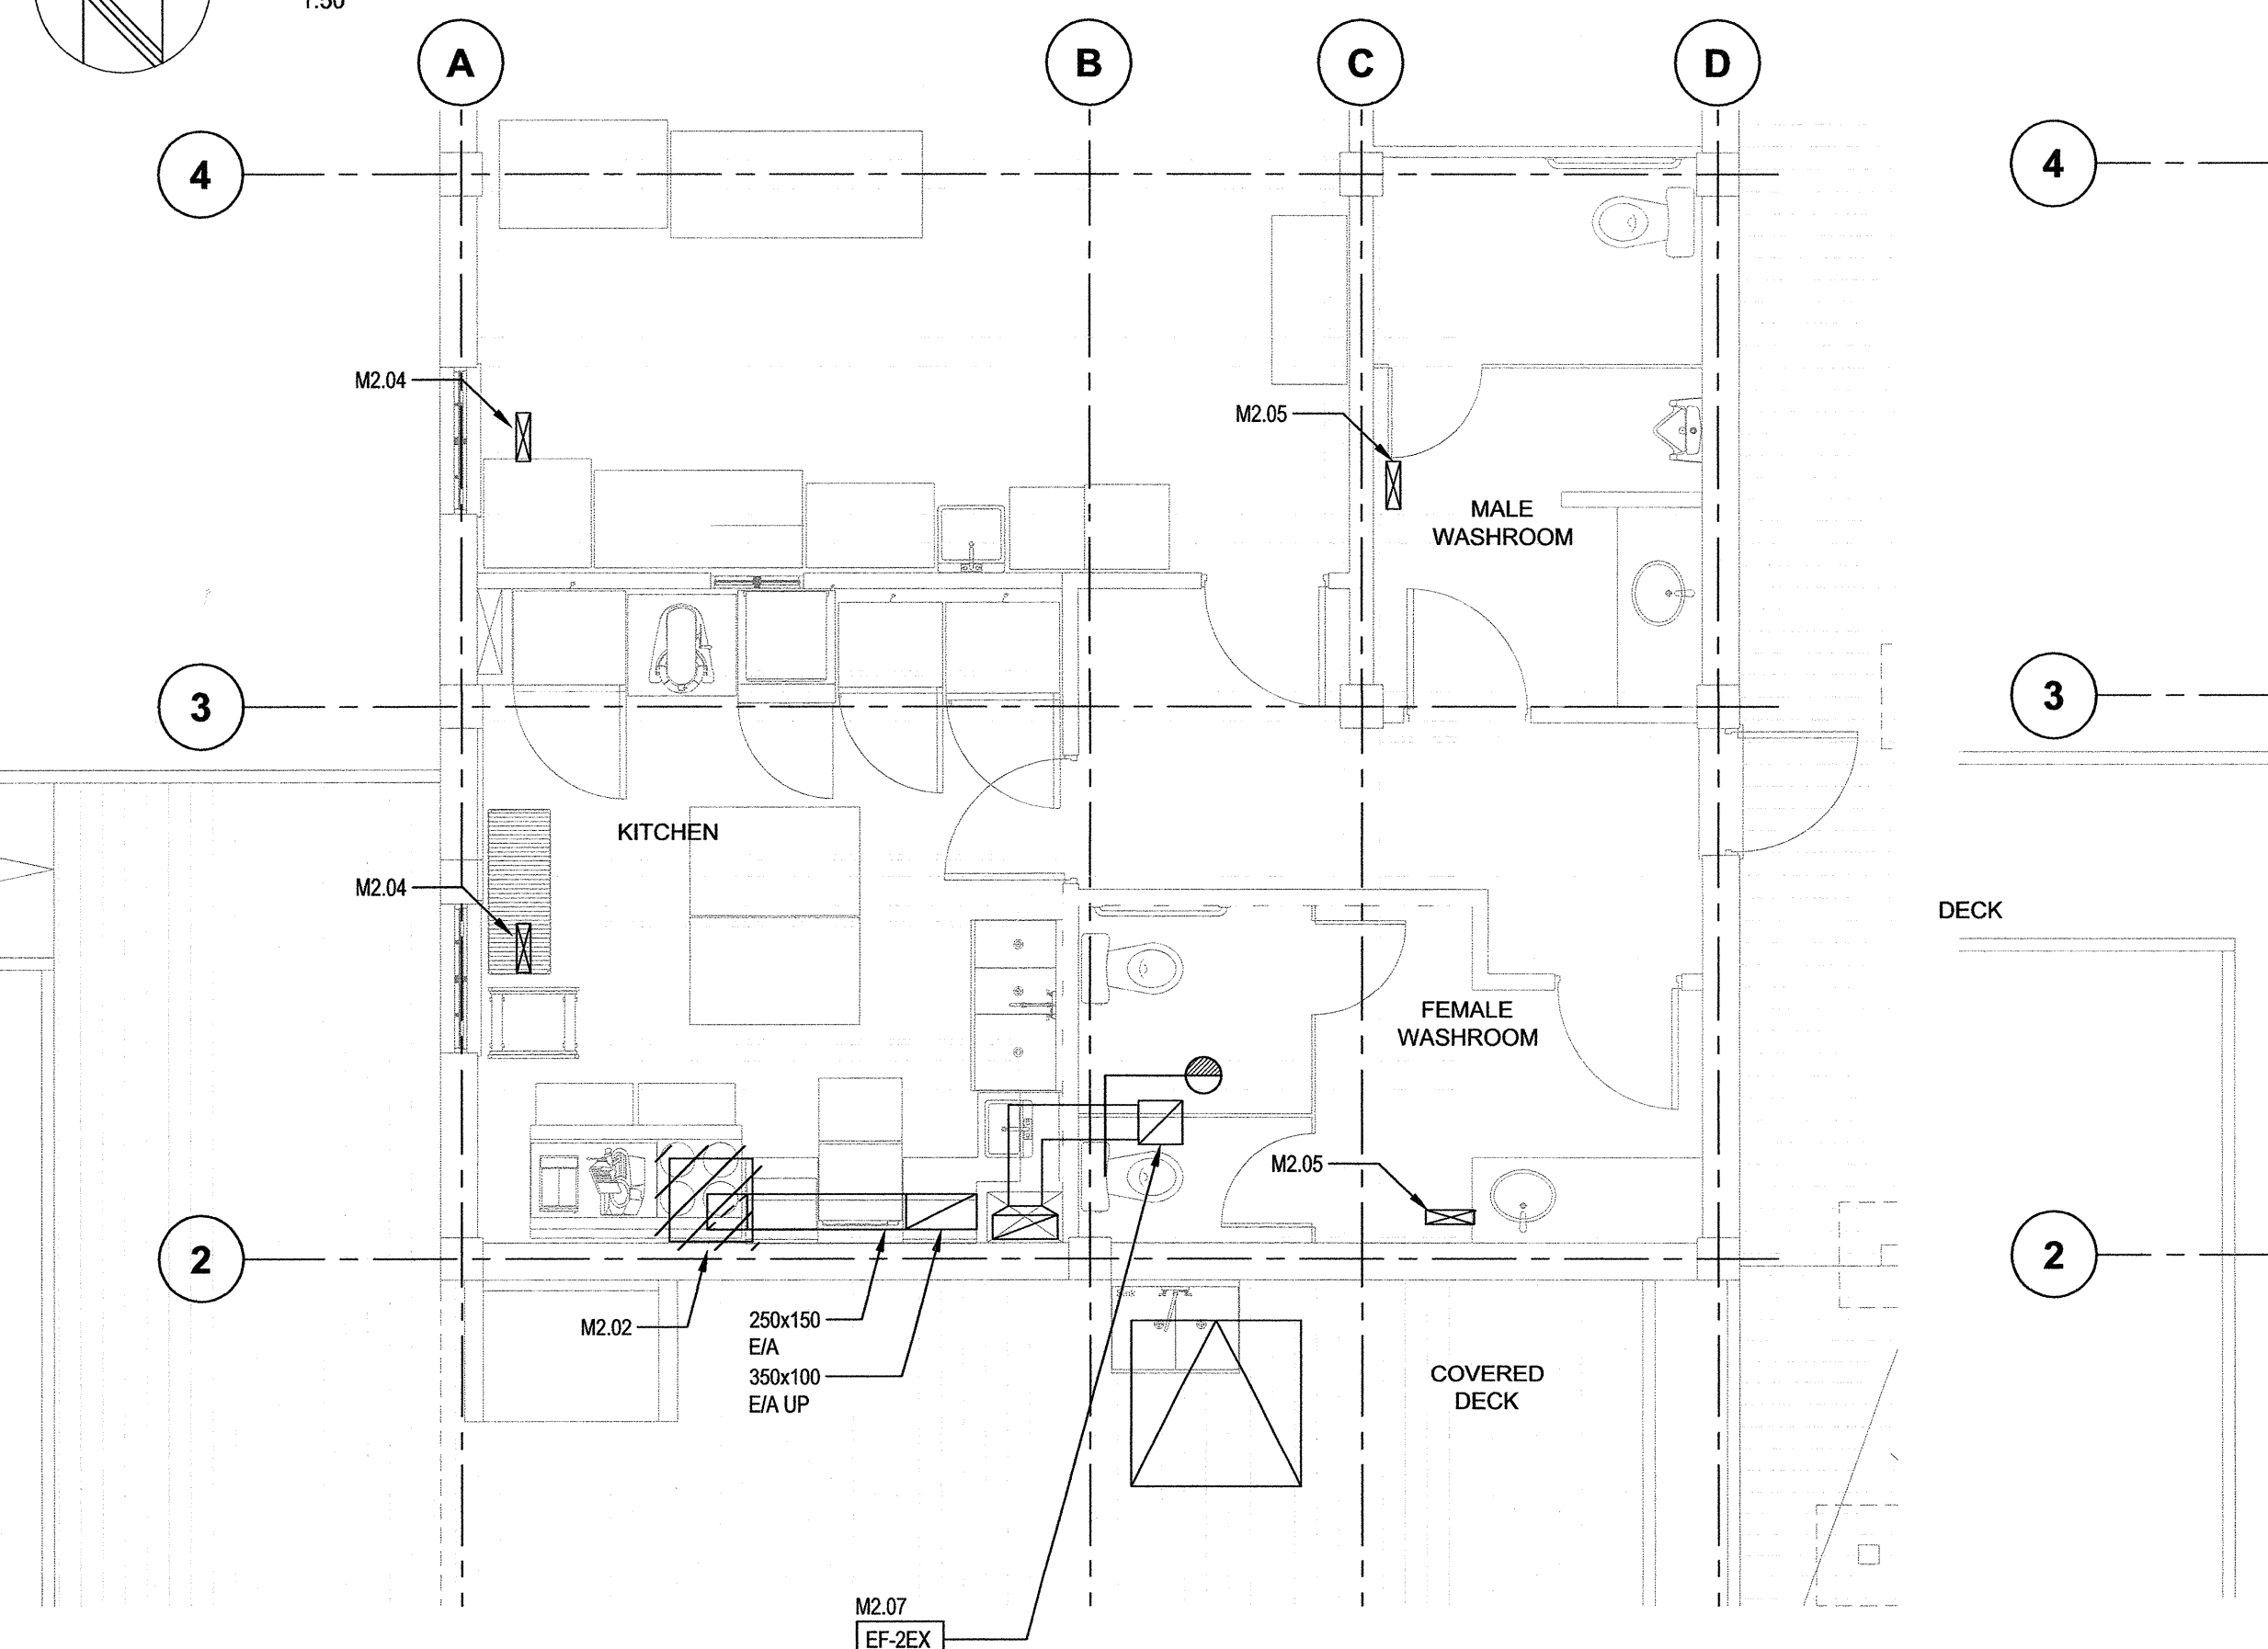 1:50
A
B
C
D
4
4
M2.04
M2.05
MALE
WASHROOM
3
3
KITCHEN
M2.04
DECK
FEMALE
WASHROOM
M2.05
2
2
M2.02
250x150
E/A
350x100
E/A UP
COVERED
DECK
M2.07
EF-2EX